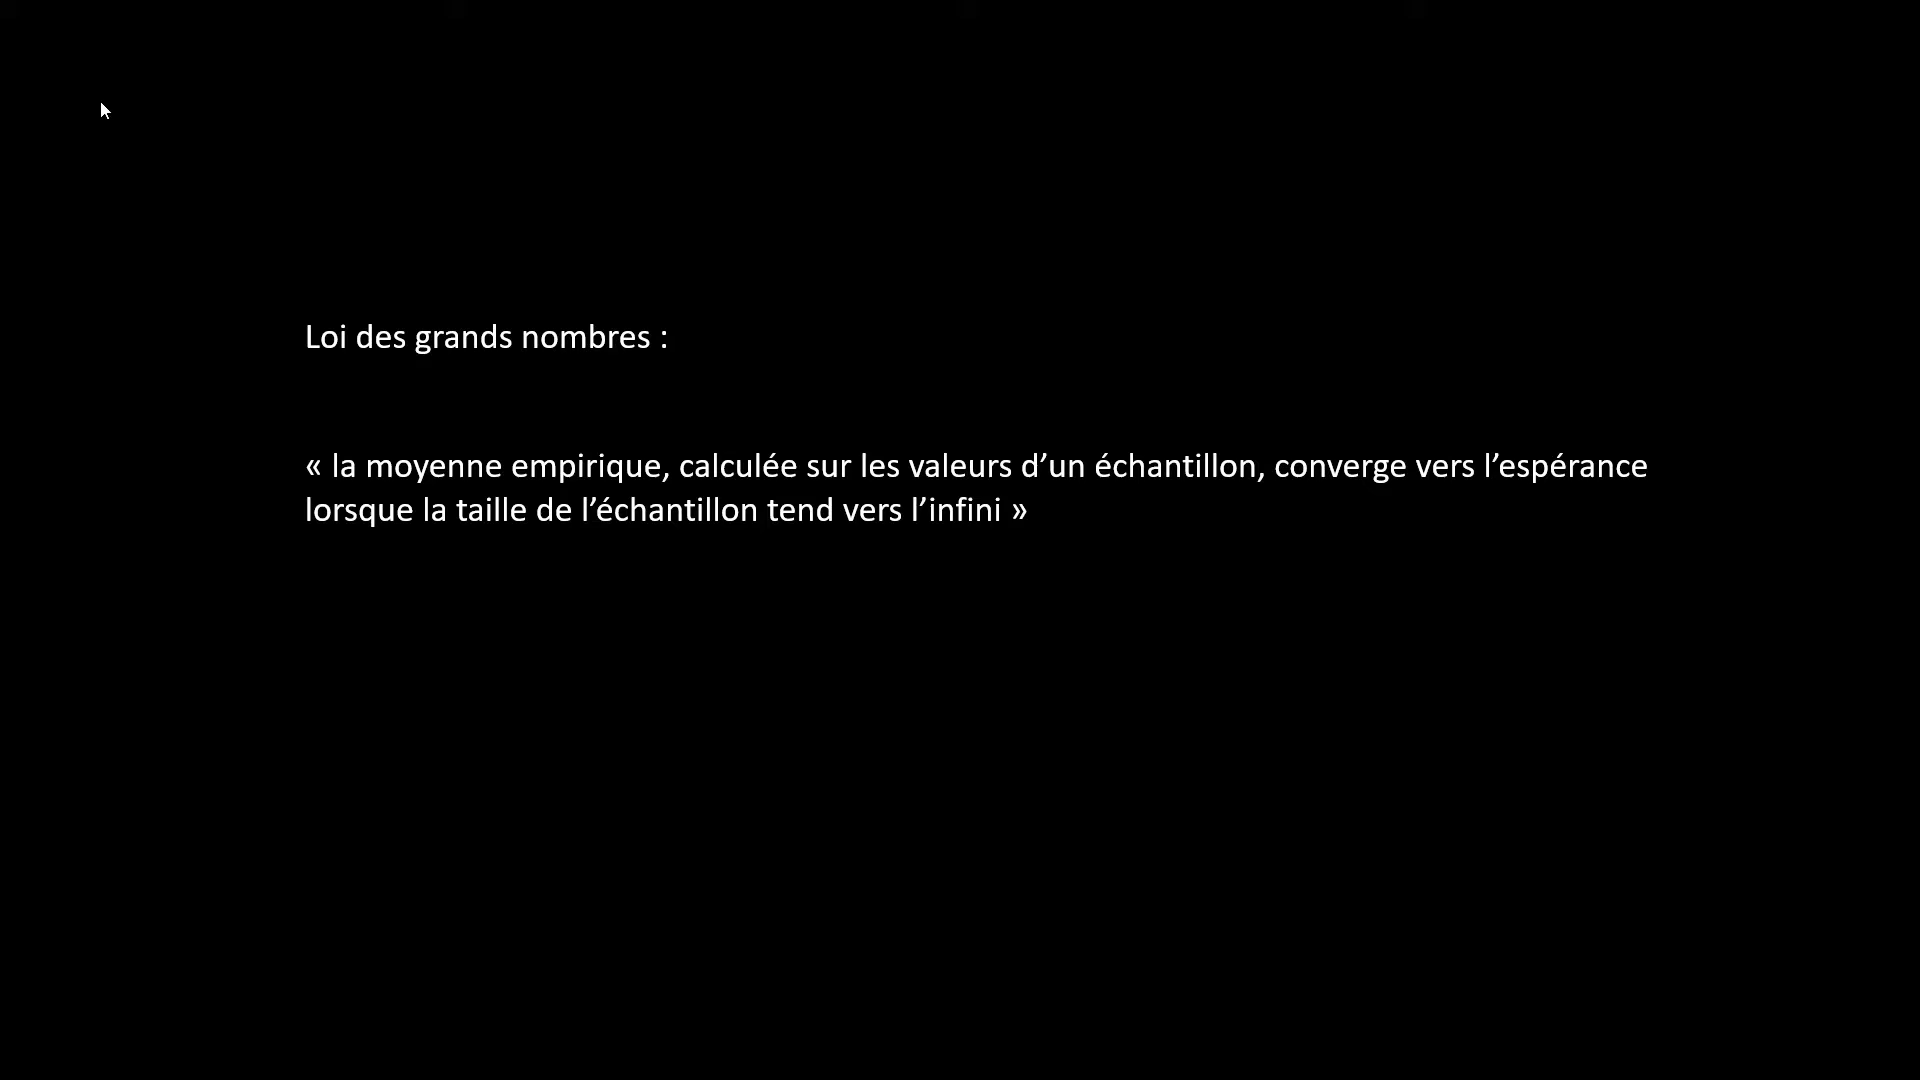 Loi des grands nombres :
« la moyenne empirique, calculée sur les valeurs d’un échantillon, converge vers l’espérance
lorsque la taille de l’échantillon tend vers l’infini »